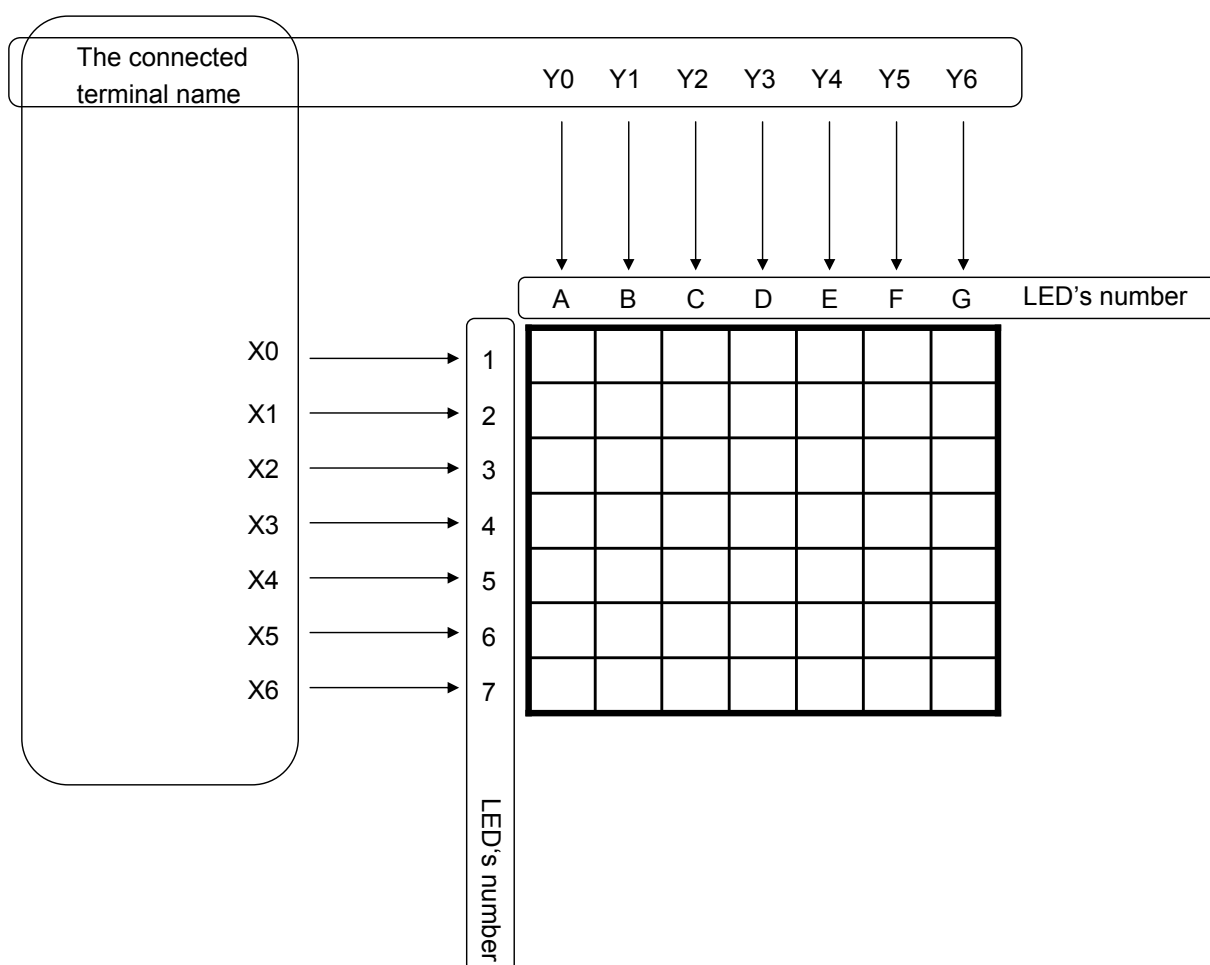 The connected
terminal name
Y0 Y1 Y2 Y3 Y4 Y5 Y6
A B C D E F G LED’s number
X0 1
X1 2
X2 3
X3 4
X4 5
X5 6
X6 7
LED‘s number